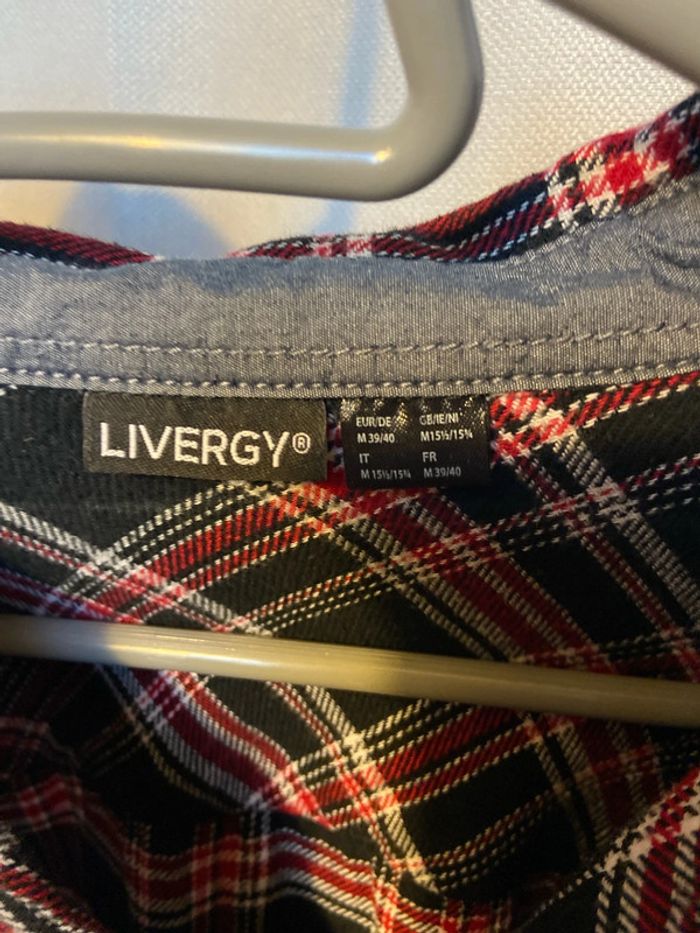 LIVERGY®
EUR/DE GB/IE/NI
M 39/40 M15½/15¾
IT FR
M 15½/15¾ M 39/40